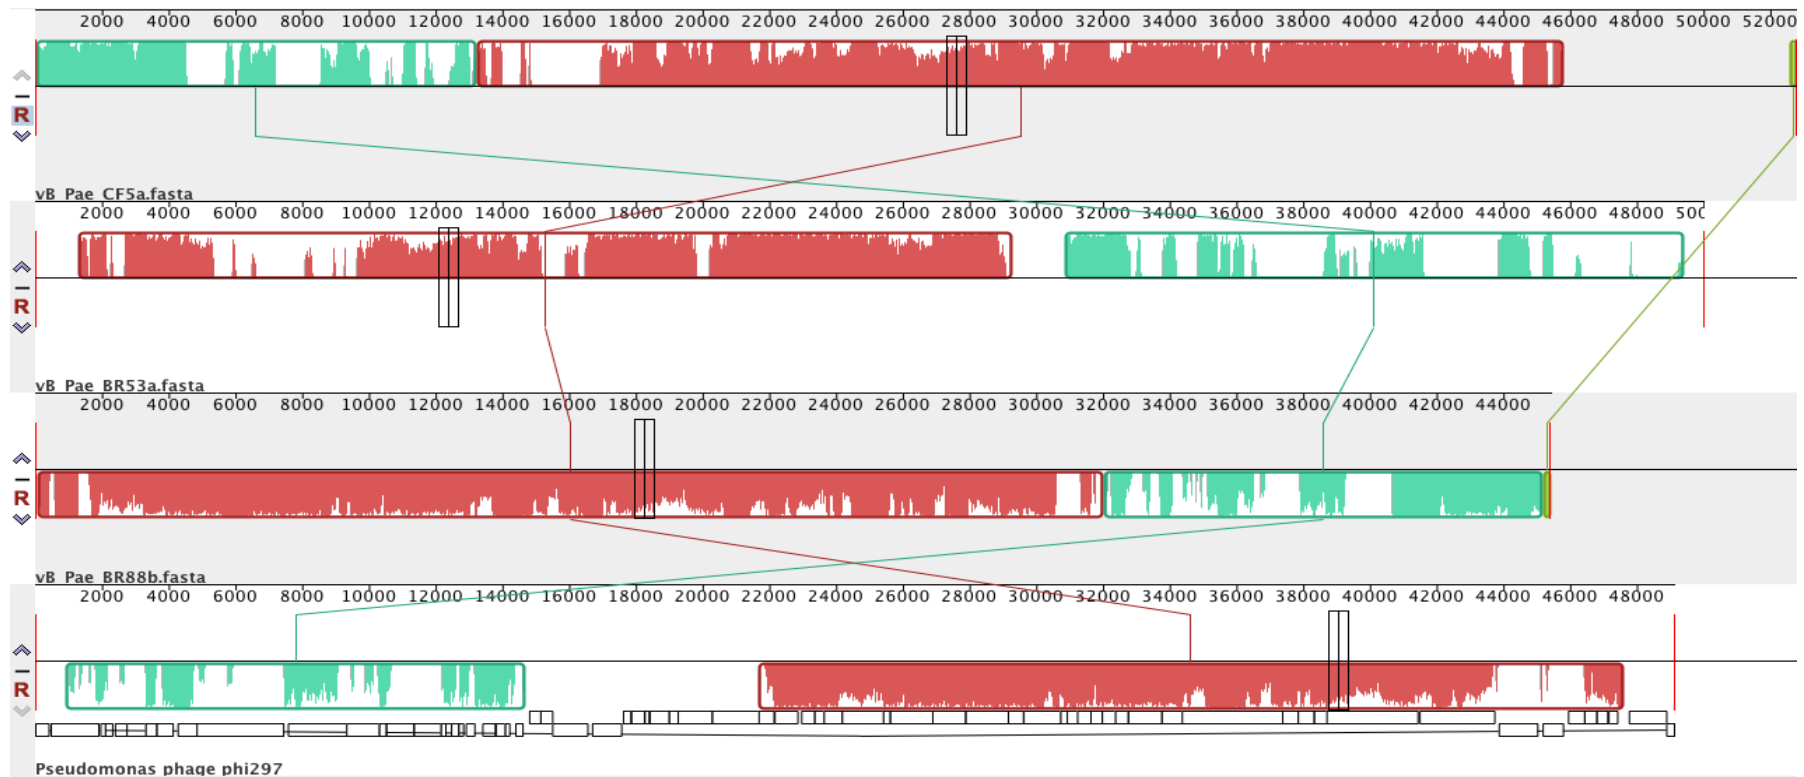 2000 4000 6000 8000 10000 12000 14000 16000 18000 20000 22000 24000 26000 28000 30000 32000 34000 36000 38000 40000 42000 44000 46000 48000 50000 52000
R
vB_Pae_CF5a.fasta
2000 4000 6000 8000 10000 12000 14000 16000 18000 20000 22000 24000 26000 28000 30000 32000 34000 36000 38000 40000 42000 44000 46000 48000 500
R
vB_Pae_BR53a.fasta
2000 4000 6000 8000 10000 12000 14000 16000 18000 20000 22000 24000 26000 28000 30000 32000 34000 36000 38000 40000 42000 44000
R
vB_Pae_BR88b.fasta
2000 4000 6000 8000 10000 12000 14000 16000 18000 20000 22000 24000 26000 28000 30000 32000 34000 36000 38000 40000 42000 44000 46000 48000
R
Pseudomonas phage phi297